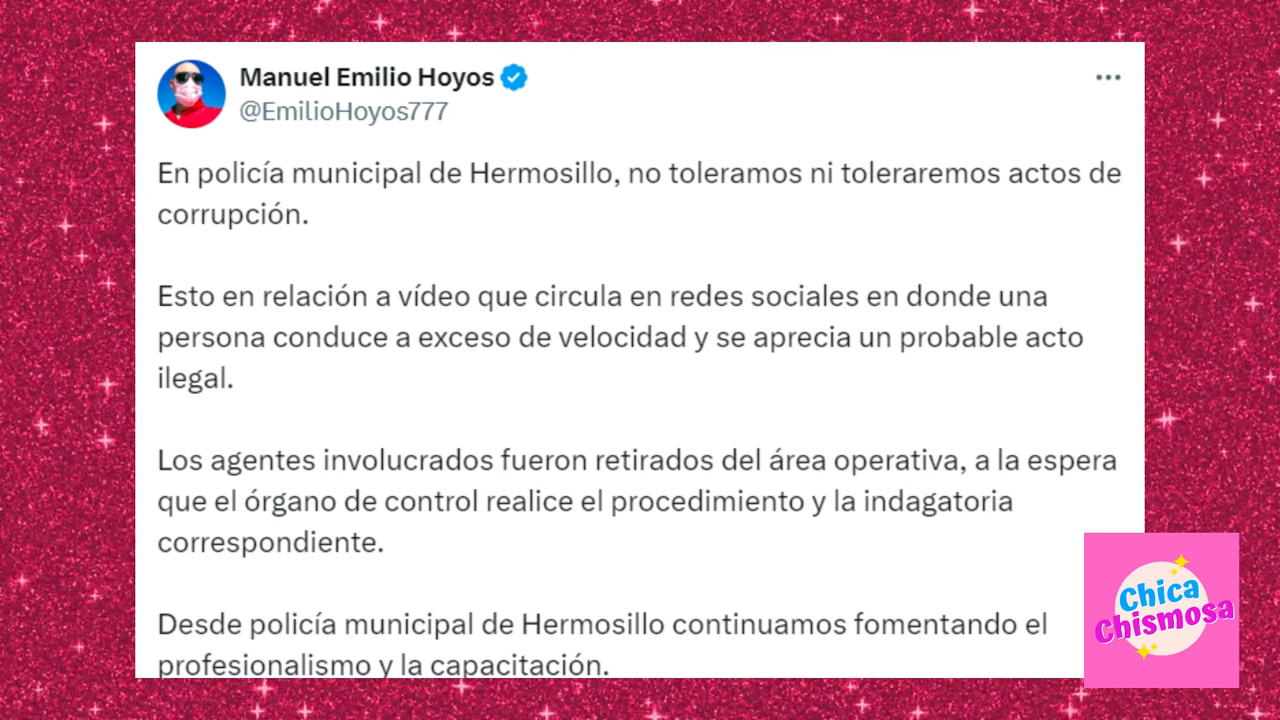 Manuel Emilio Hoyos
@EmilioHoyos777
En policía municipal de Hermosillo, no toleramos ni toleraremos actos de
corrupción.
Esto en relación a vídeo que circula en redes sociales en donde una
persona conduce a exceso de velocidad y se aprecia un probable acto
ilegal.
Los agentes involucrados fueron retirados del área operativa, a la espera
que el órgano de control realice el procedimiento y la indagatoria
correspondiente.
Desde policía municipal de Hermosillo continuamos fomentando el
profesionalismo y la capacitación.
Chica
Chismosa